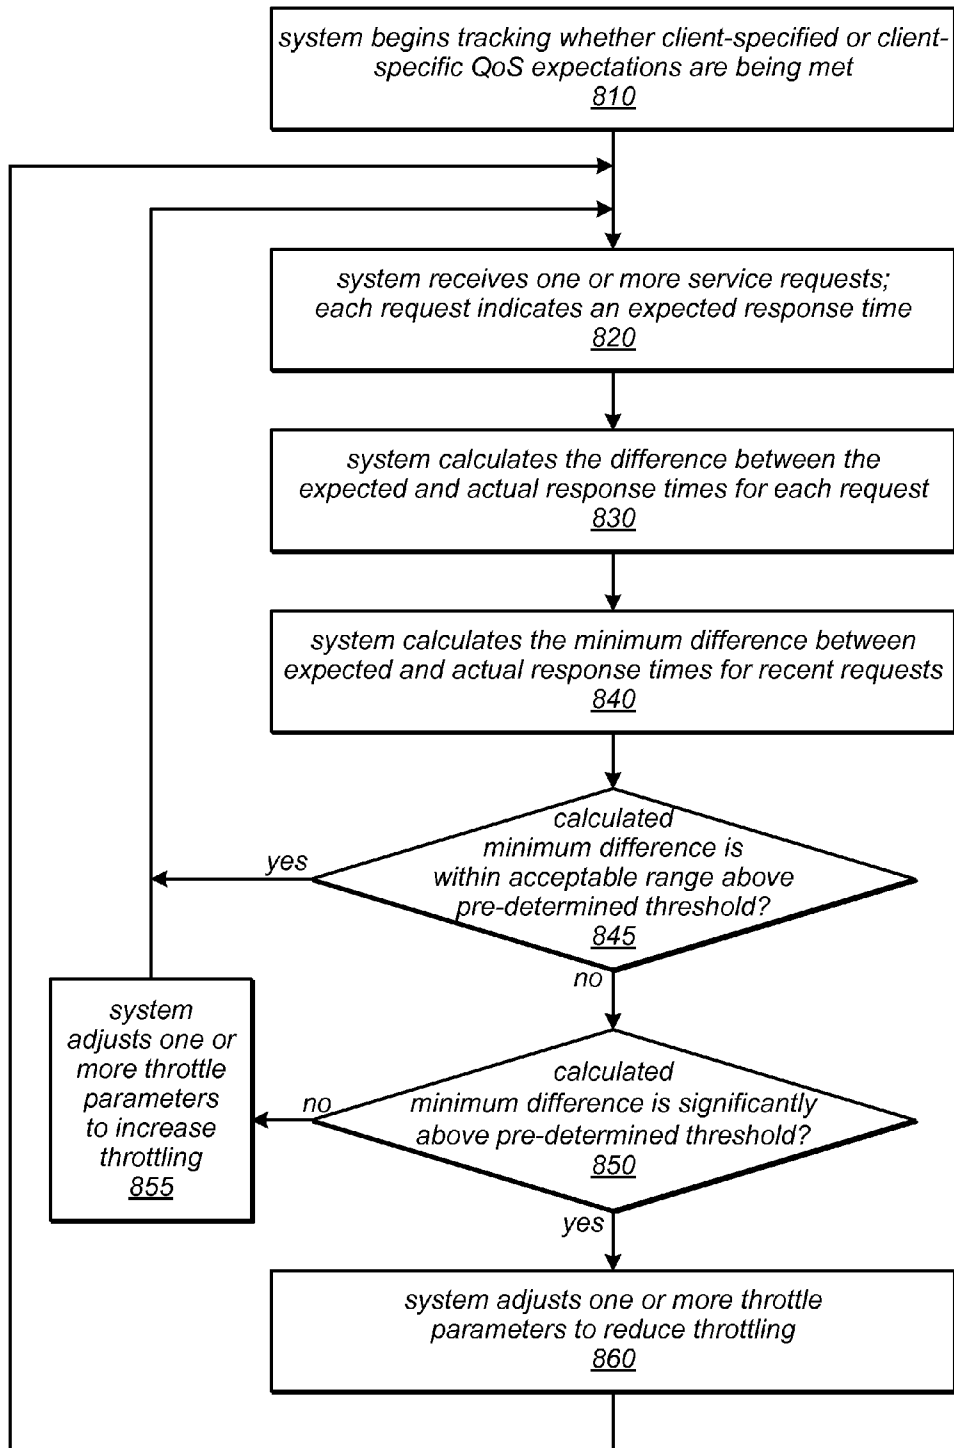 system begins tracking whether client-specified or client-
specific QoS expectations are being met
810
system receives one or more service requests;
each request indicates an expected response time
820
system calculates the difference between the
expected and actual response times for each request
830
system calculates the minimum difference between
expected and actual response times for recent requests
840
calculated
minimum difference is
within acceptable range above
pre-determined threshold?
845
yes
no
calculated
minimum difference is significantly
above pre-determined threshold?
850
no
yes
system
adjusts one or
more throttle
parameters
to increase
throttling
855
system adjusts one or more throttle
parameters to reduce throttling
860